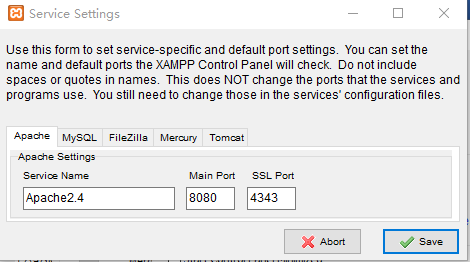 Service Settings
Use this form to set service-specific and default port settings. You can set the
name and default ports the XAMPP Control Panel will check. Do not include
spaces or quotes in names. This does NOT change the ports that the services and
programs use. You still need to change those in the services' configuration files.
Apache MySQL FileZilla Mercury Tomcat
Apache Settings
Service Name Main Port SSL Port
Apache2.4 8080 4343
Abort Save